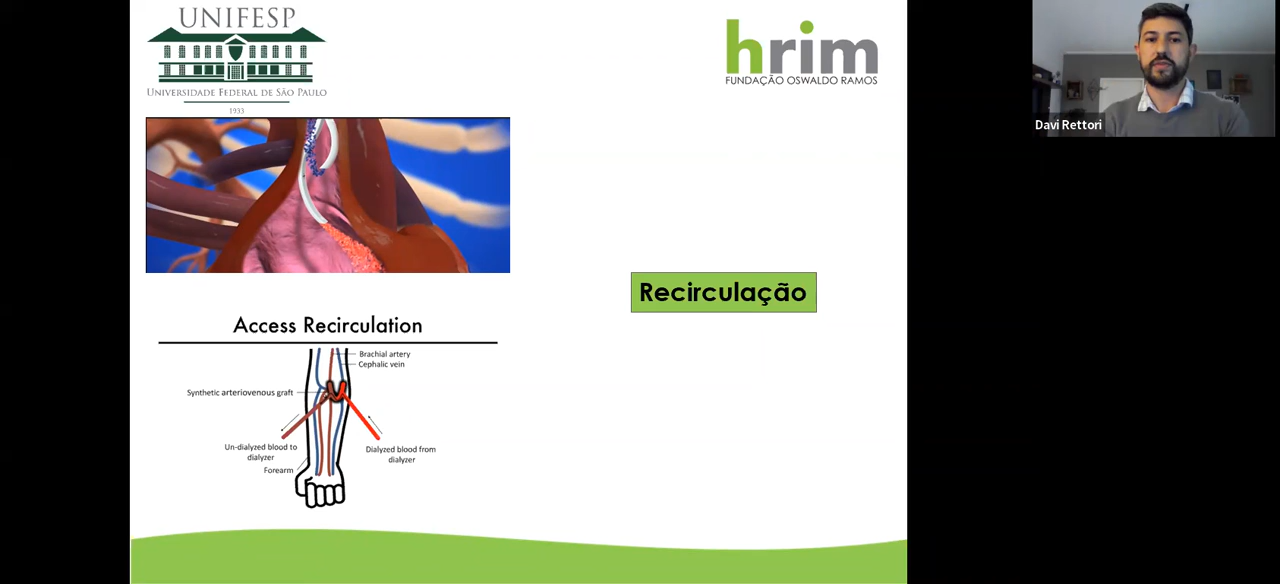 UNIFESP
UNIVERSIDADE FEDERAL DE SÃO PAULO
1933
hrim
FUNDAÇÃO OSWALDO RAMOS
Davi Rettori
Recirculação
Access Recirculation
Brachial artery
Cephalic vein
Synthetic arteriovenous graft
Un-dialyzed blood to
dialyzer
Dialyzed blood from
dialyzer
Forearm